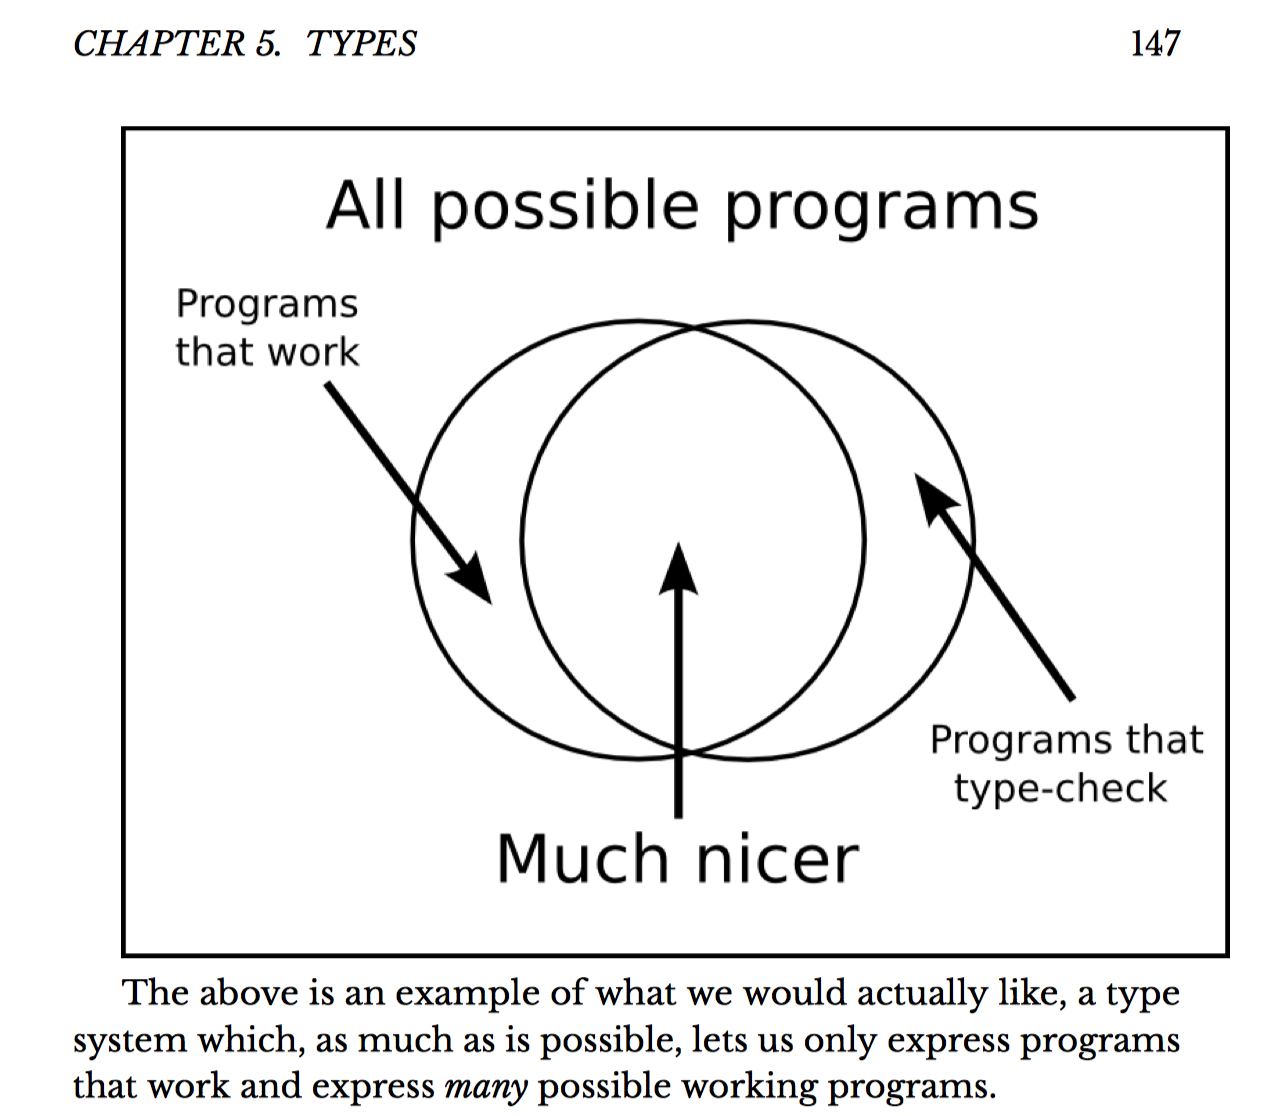 CHAPTER 5. TYPES 147
All possible programs
Programs
that work
Programs that
type-check
Much nicer
The above is an example of what we would actually like, a type
system which, as much as is possible, lets us only express programs
that work and express many possible working programs.